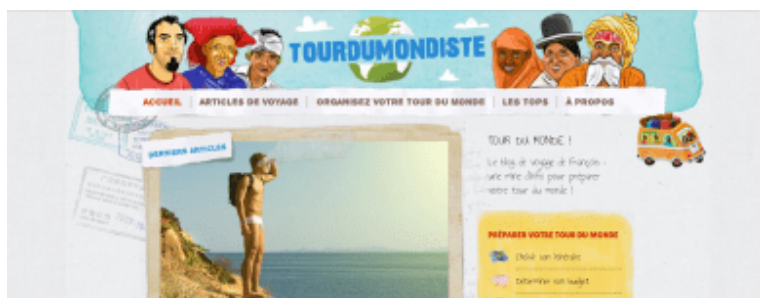 TOURDUMONDISTE
ACCUEIL | ARTICLES DE VOYAGE | ORGANISEZ VOTRE TOUR DU MONDE | LES TOPS | À PROPOS
DERNIERS ARTICLES
TOUR DU MONDE !
Le blog de voyage de François :
une mine d'info pour préparer
votre tour du monde !
PRÉPARER VOTRE TOUR DU MONDE
Choisir son itinéraire
Déterminer son budget